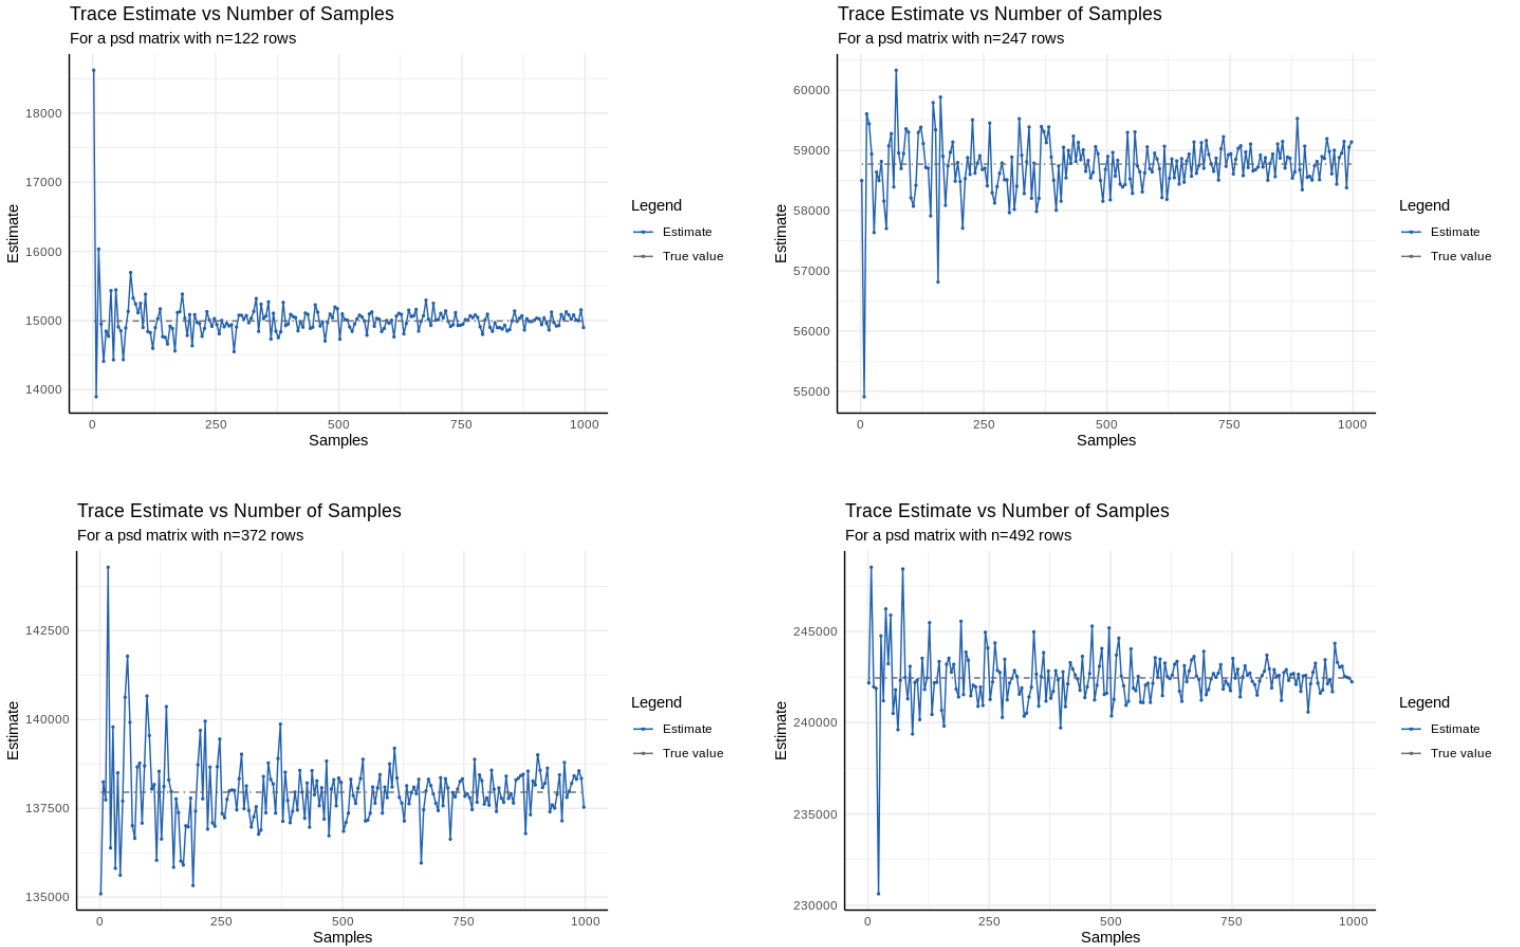 Trace Estimate vs Number of Samples
For a psd matrix with n=122 rows
18000
17000
16000
15000
14000
Estimate
0 250 500 750 1000
Samples
Legend
Estimate
True value
Trace Estimate vs Number of Samples
For a psd matrix with n=247 rows
60000
59000
58000
57000
56000
55000
Estimate
0 250 500 750 1000
Samples
Legend
Estimate
True value
Trace Estimate vs Number of Samples
For a psd matrix with n=372 rows
142500
140000
137500
135000
Estimate
0 250 500 750 1000
Samples
Legend
Estimate
True value
Trace Estimate vs Number of Samples
For a psd matrix with n=492 rows
245000
240000
235000
230000
Estimate
0 250 500 750 1000
Samples
Legend
Estimate
True value